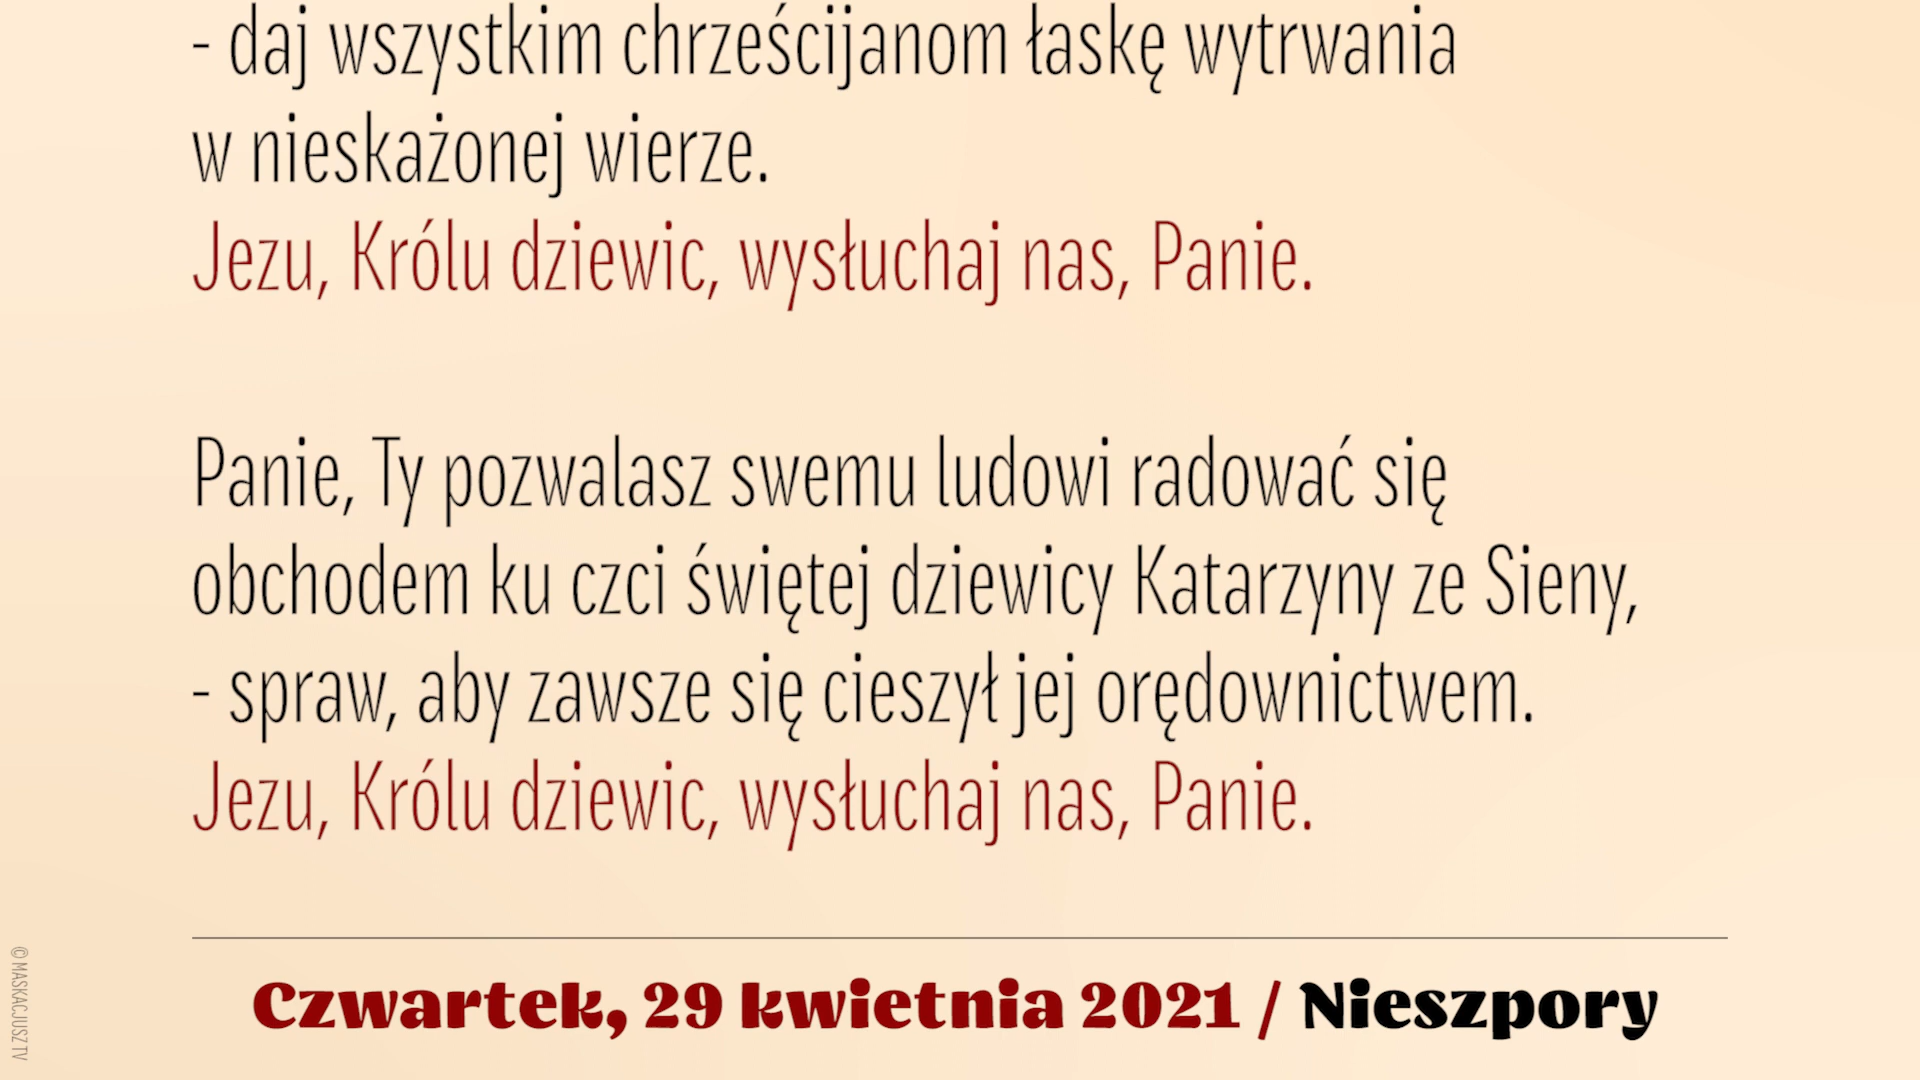 - daj wszystkim chrześcijanom łaskę wytrwania
w nieskażonej wierze.
Jezu, Królu dziewic, wysłuchaj nas, Panie.
Panie, Ty pozwalasz swemu ludowi radować się
obchodem ku czci świętej dziewicy Katarzyny ze Sieny,
- spraw, aby zawsze się cieszył jej orędownictwem.
Jezu, Królu dziewic, wysłuchaj nas, Panie.
Czwartek, 29 kwietnia 2021 / Nieszpory
© MASKACJUSZ TV